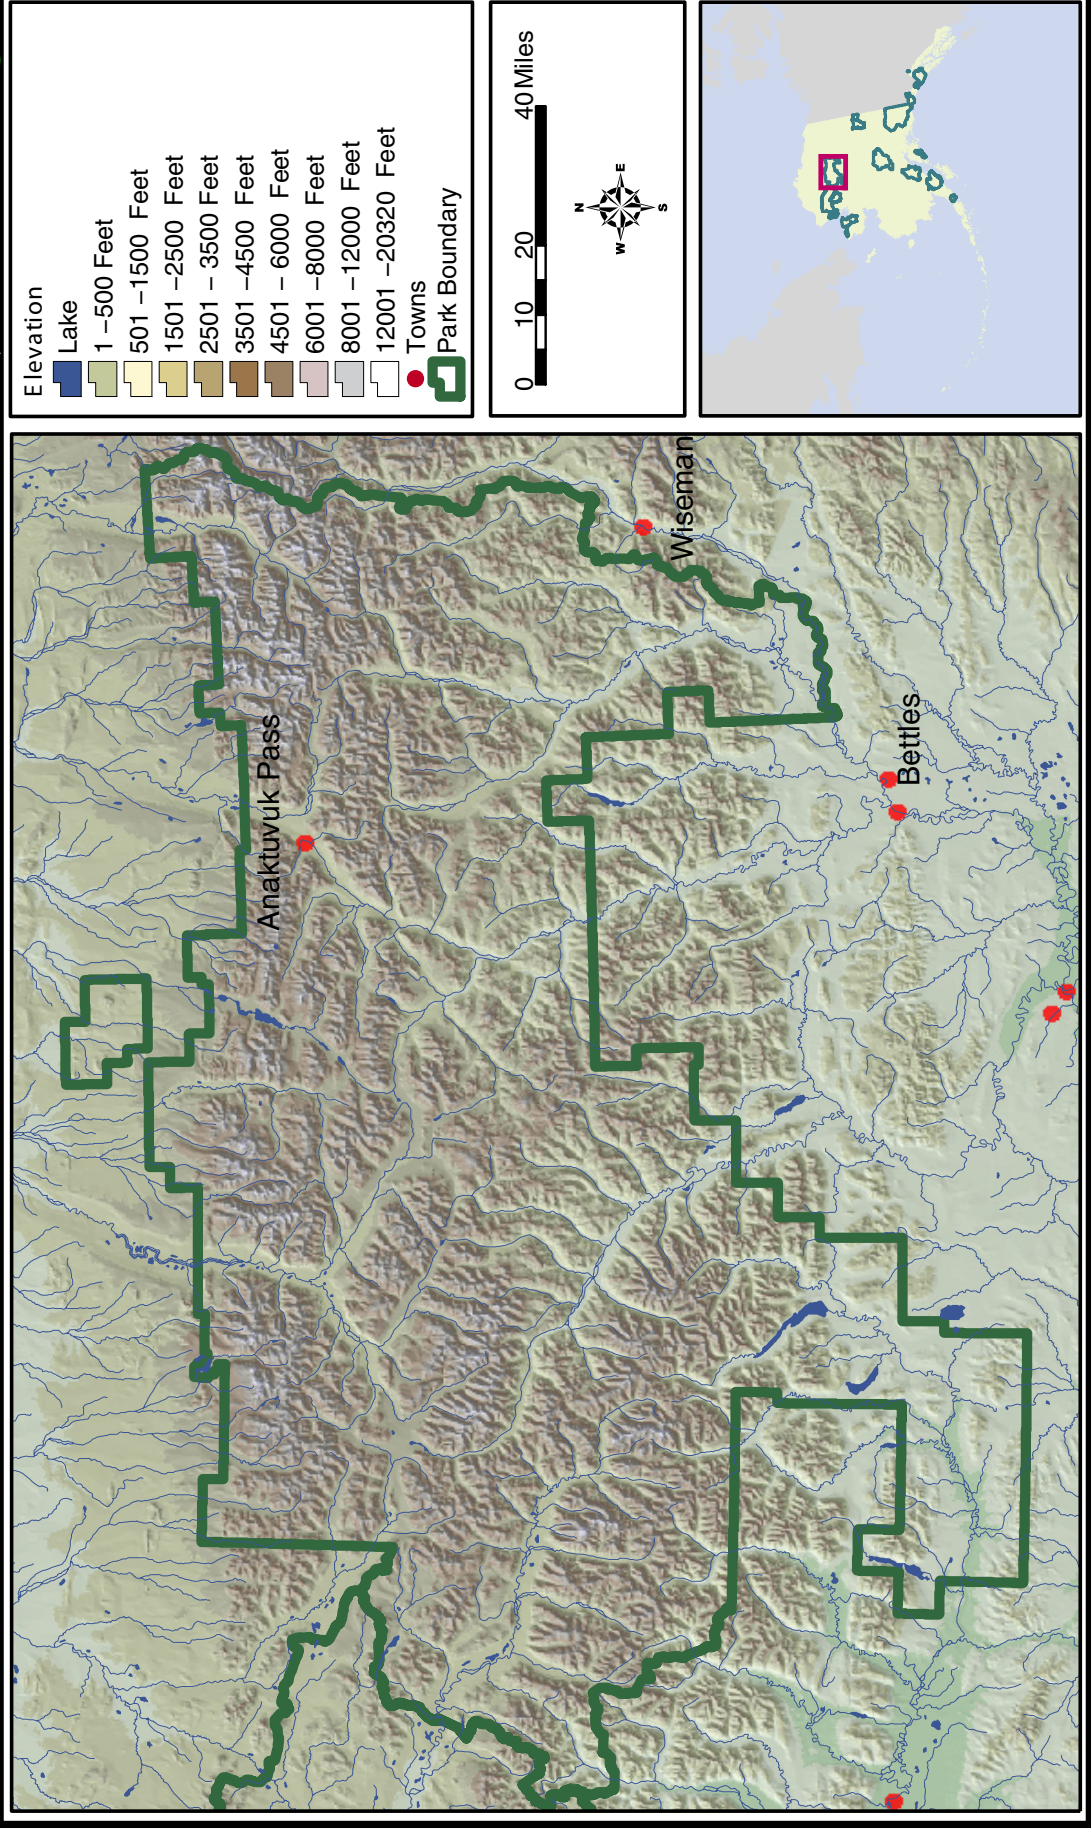 Elevation
Lake
1 –500 Feet
501 –1500 Feet
1501 –2500 Feet
2501 – 3500 Feet
3501 –4500 Feet
4501 – 6000 Feet
6001 –8000 Feet
8001 –12000 Feet
12001 –20320 Feet
Towns
Park Boundary
0 10 20 40 Miles
N
W E
S
Anaktuvuk Pass
Wiseman
Bettles